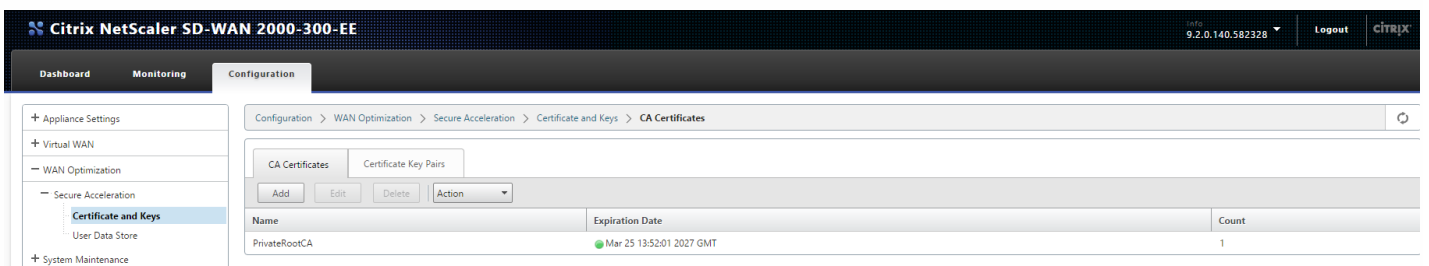 Citrix NetScaler SD-WAN 2000-300-EE
Info
9.2.0.140.582328
Logout
CİTRIX
Dashboard Monitoring Configuration
+ Appliance Settings
+ Virtual WAN
− WAN Optimization
− Secure Acceleration
Certificate and Keys
User Data Store
+ System Maintenance
Configuration > WAN Optimization > Secure Acceleration > Certificate and Keys > CA Certificates
CA Certificates Certificate Key Pairs
Add Edit Delete Action
Name Expiration Date Count
PrivateRootCA Mar 25 13:52:01 2027 GMT 1